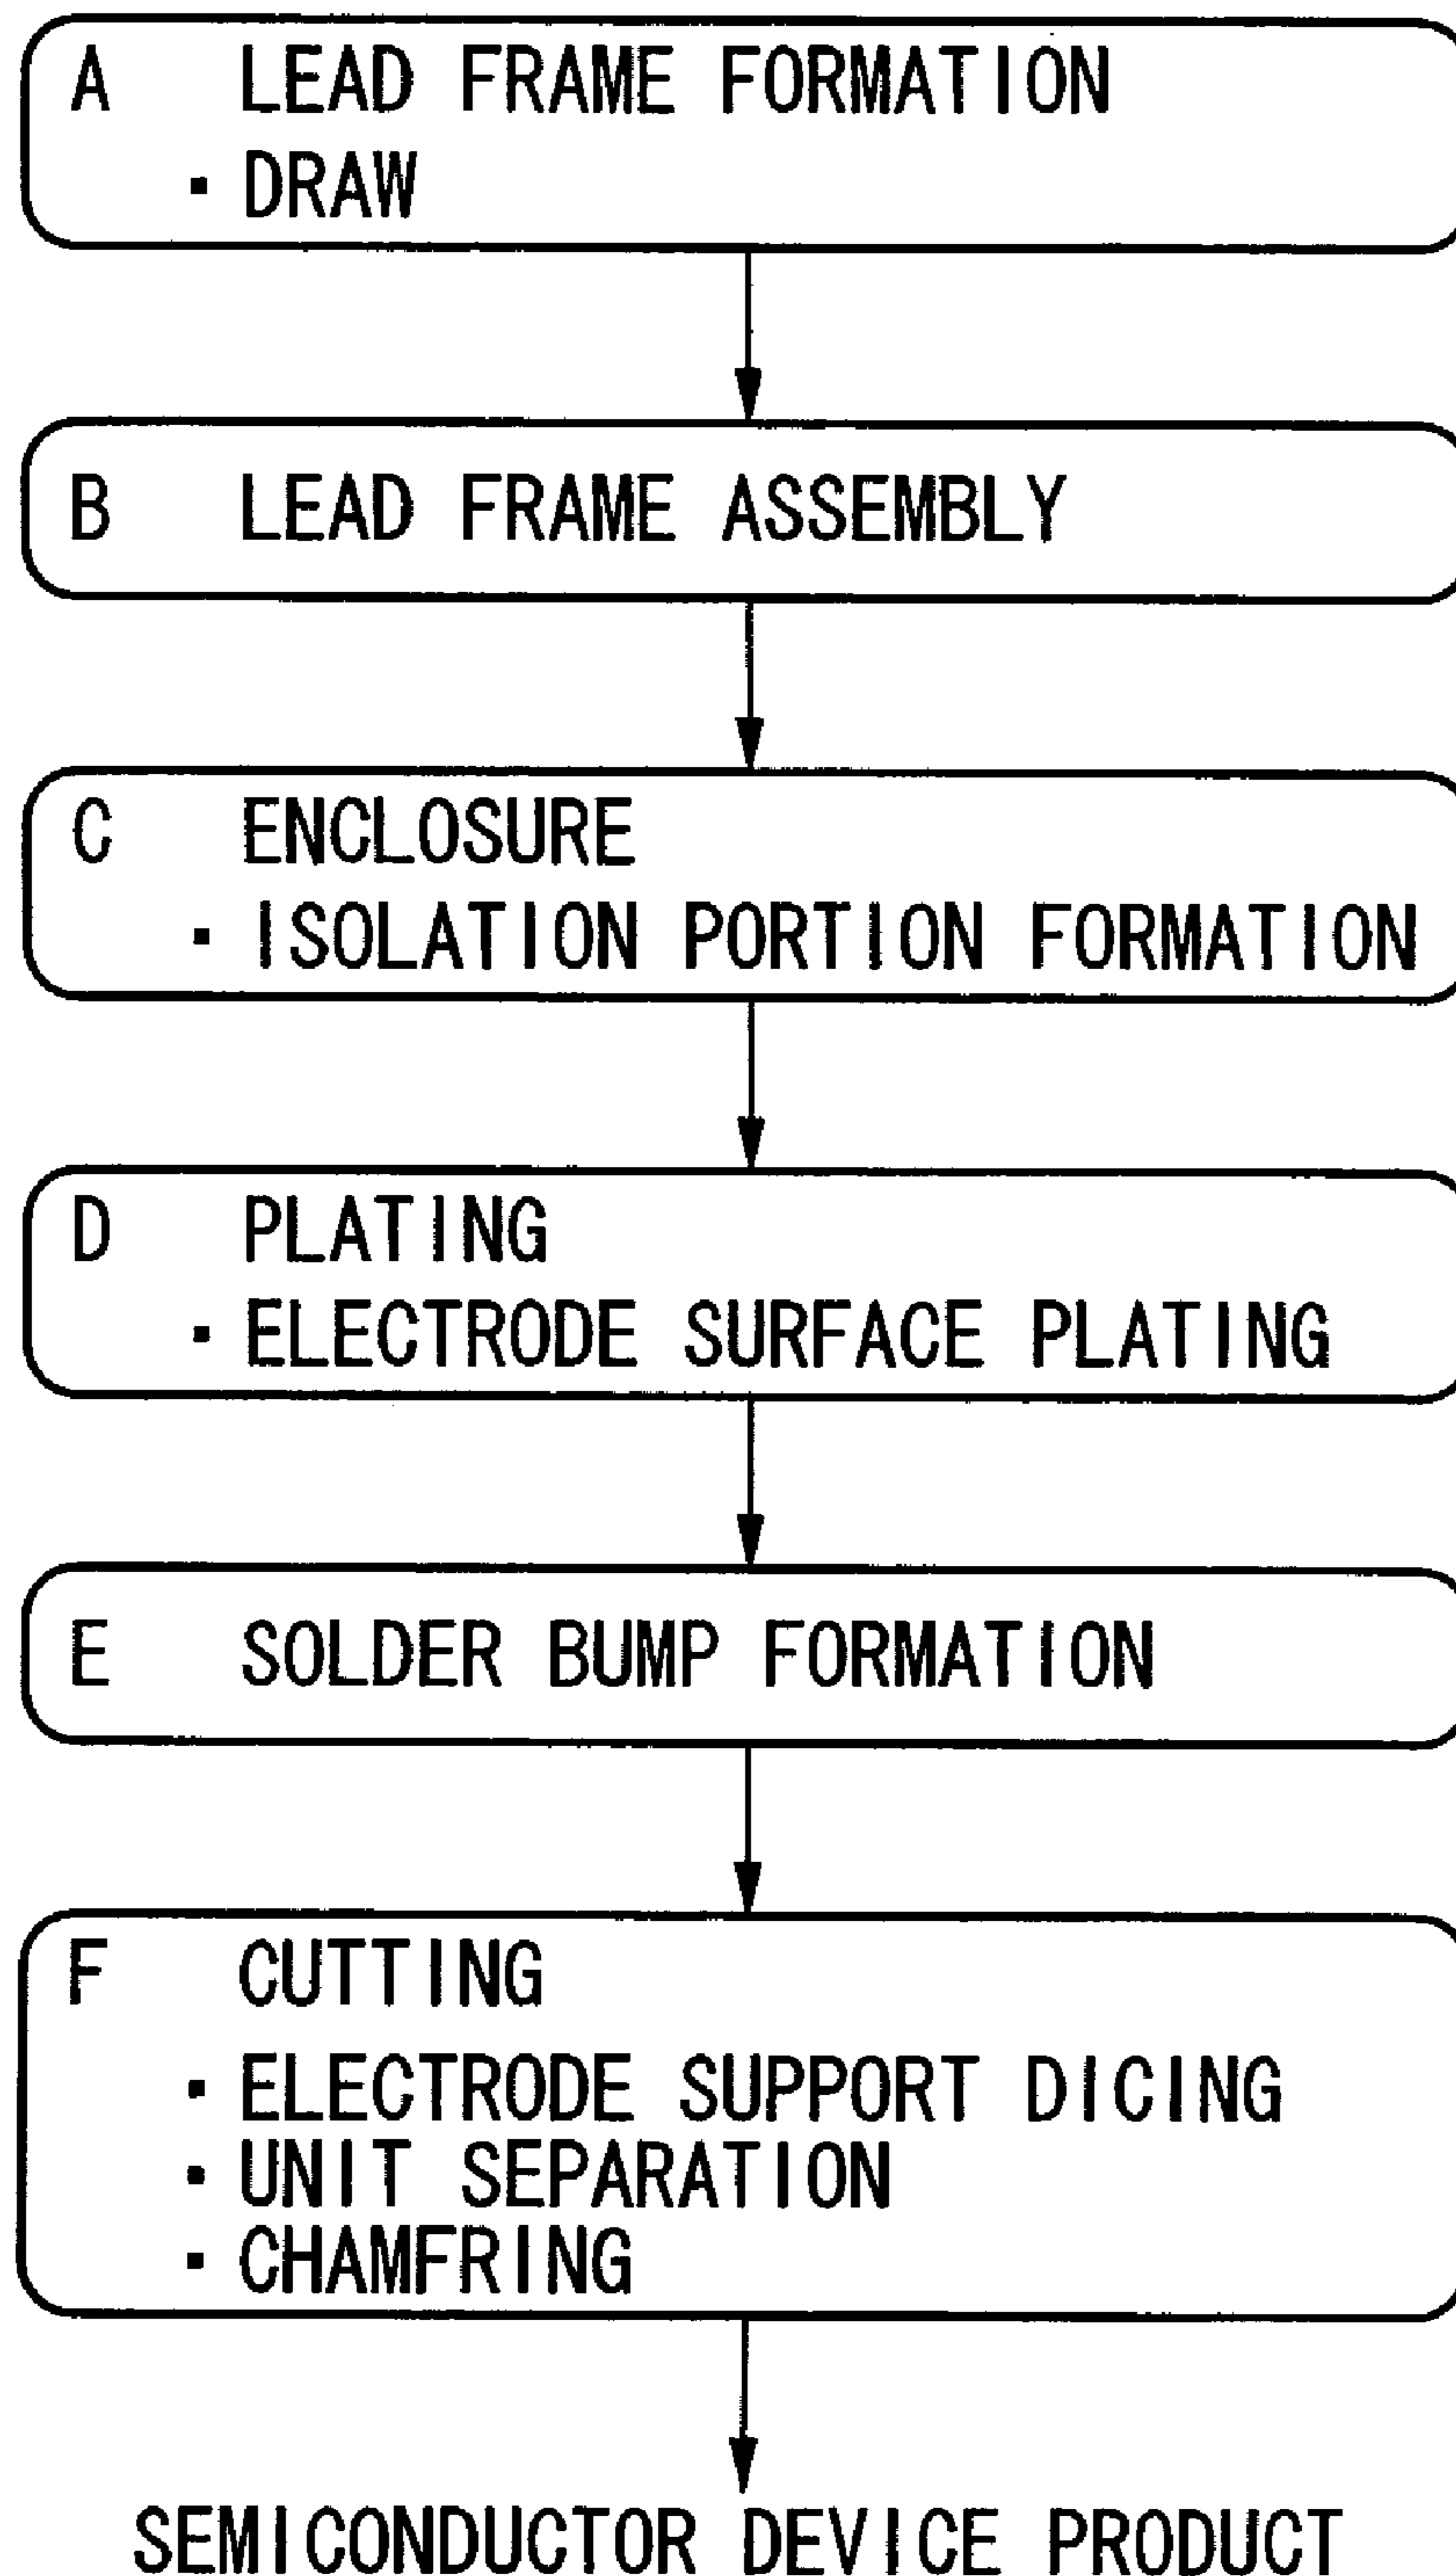 A LEAD FRAME FORMATION
・DRAW
B LEAD FRAME ASSEMBLY
C ENCLOSURE
・ISOLATION PORTION FORMATION
D PLATING
・ELECTRODE SURFACE PLATING
E SOLDER BUMP FORMATION
F CUTTING
・ELECTRODE SUPPORT DICING
・UNIT SEPARATION
・CHAMFRING
SEMICONDUCTOR DEVICE PRODUCT